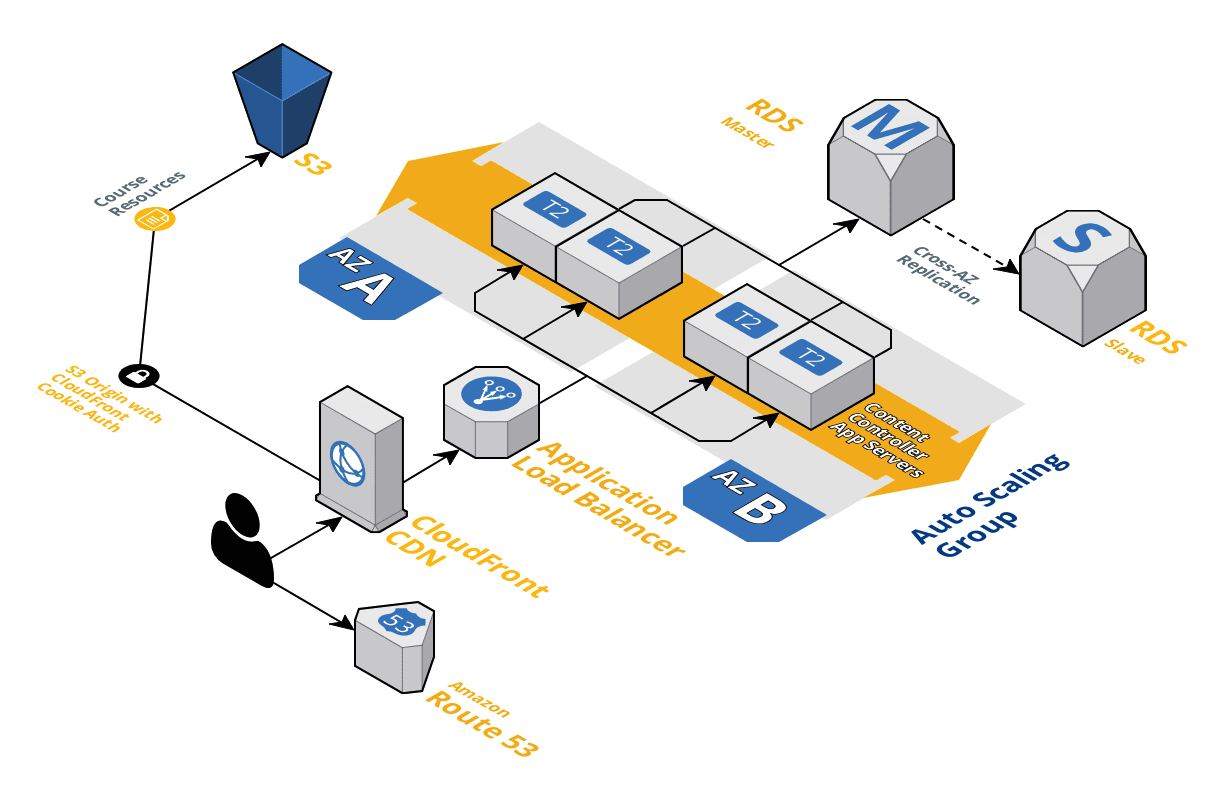 S3
Course
Resources
S3 Origin with
CloudFront
Cookie Auth
RDS
Master
M
Cross-AZ
Replication
S
RDS
Slave
T2
T2
T2
T2
AZ A
AZ B
Content
Controller
App Servers
Auto Scaling
Group
Application
Load Balancer
CloudFront
CDN
53
Amazon
Route 53